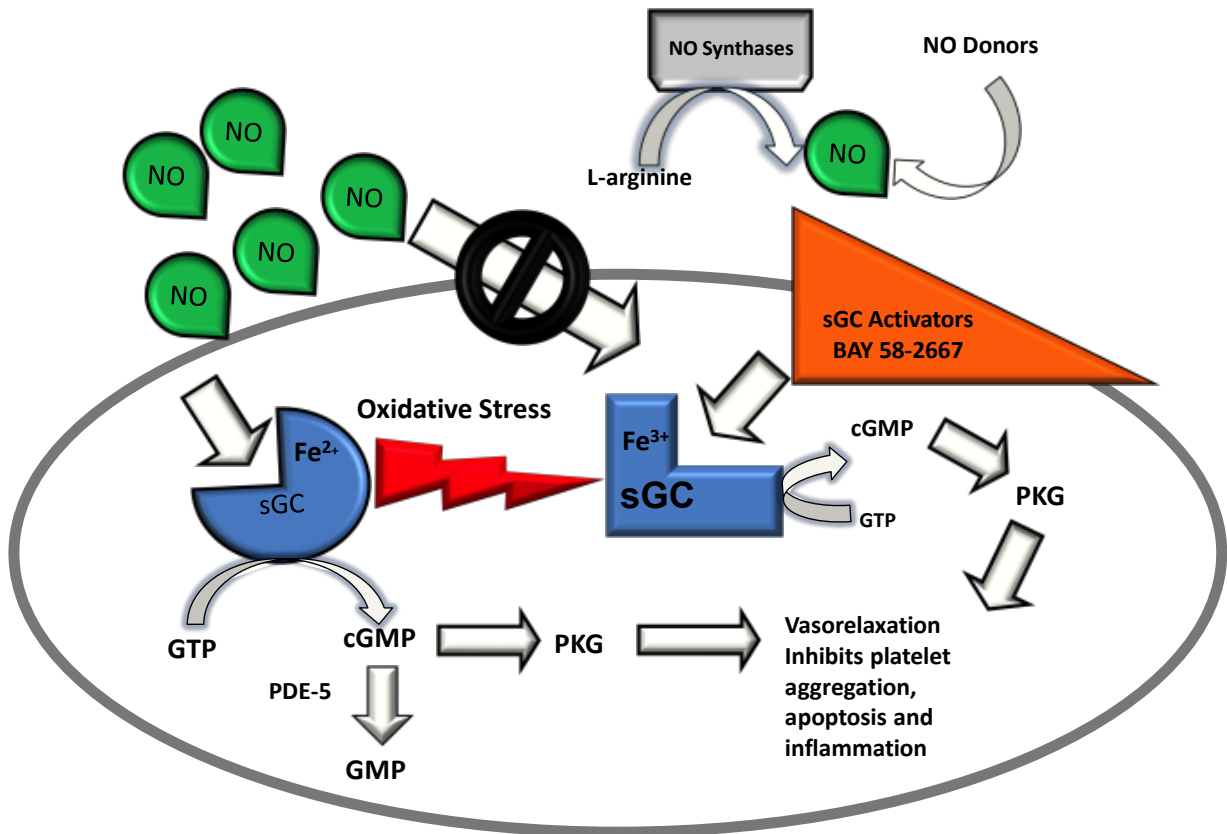 NO Synthases
NO Donors
NO
NO
NO
NO
NO
NO
L-arginine
sGC Activators
BAY 58-2667
Oxidative Stress
Fe2+
sGC
Fe3+
sGC
cGMP
GTP
PKG
GTP
cGMP
PKG
PDE-5
GMP
Vasorelaxation
Inhibits platelet
aggregation,
apoptosis and
inflammation